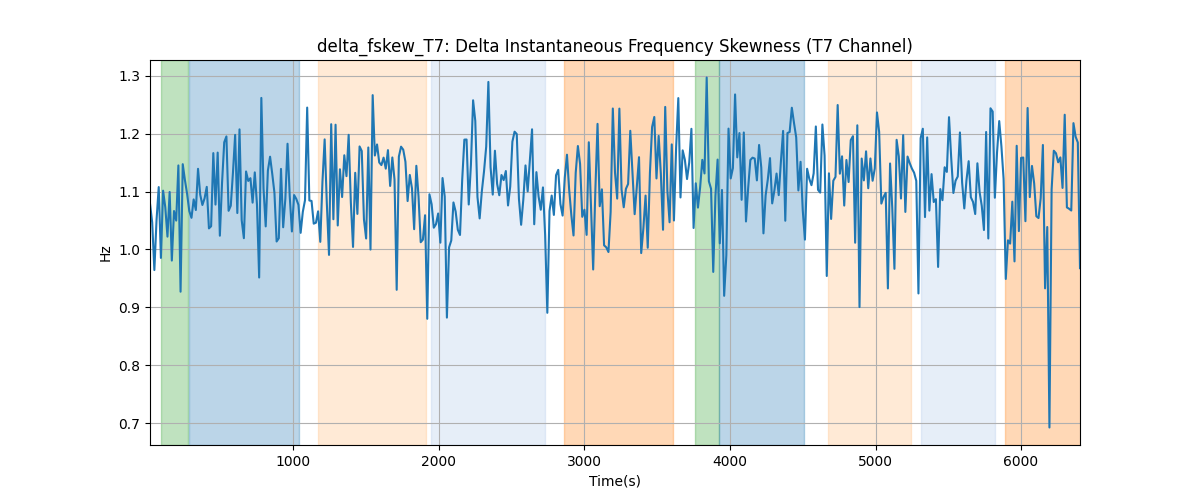 delta_fskew_T7: Delta Instantaneous Frequency Skewness (T7 Channel)
1.3
1.2
1.1
1.0
0.9
0.8
0.7
Hz
1000 2000 3000 4000 5000 6000
Time(s)